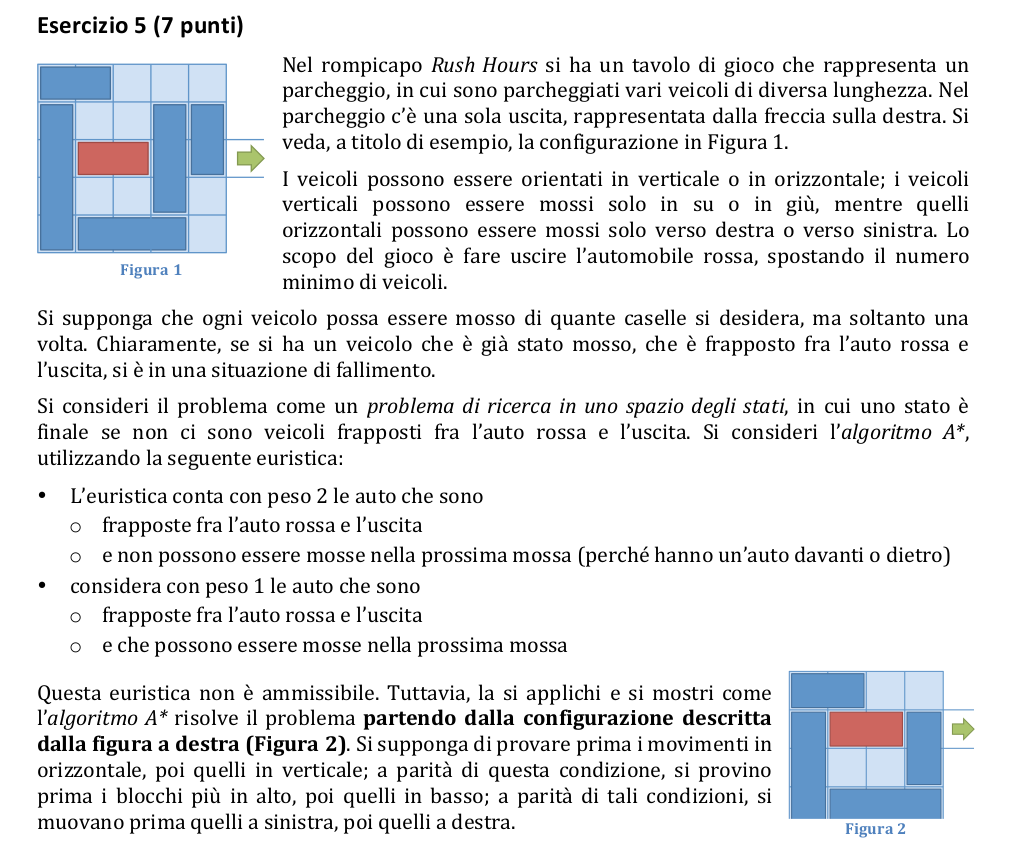 Esercizio 5 (7 punti)
Nel rompicapo Rush Hours si ha un tavolo di gioco che rappresenta un
parcheggio, in cui sono parcheggiati vari veicoli di diversa lunghezza. Nel
parcheggio c'è una sola uscita, rappresentata dalla freccia sulla destra. Si
veda, a titolo di esempio, la configurazione in Figura 1.
I veicoli possono essere orientati in verticale o in orizzontale; i veicoli
verticali possono essere mossi solo in su o in giù, mentre quelli
orizzontali possono essere mossi solo verso destra o verso sinistra. Lo
scopo del gioco è fare uscire l'automobile rossa, spostando il numero
minimo di veicoli.
Figura 1
Si supponga che ogni veicolo possa essere mosso di quante caselle si desidera, ma soltanto una
volta. Chiaramente, se si ha un veicolo che è già stato mosso, che è frapposto fra l'auto rossa e
l'uscita, si è in una situazione di fallimento.
Si consideri il problema come un problema di ricerca in uno spazio degli stati, in cui uno stato è
finale se non ci sono veicoli frapposti fra l'auto rossa e l'uscita. Si consideri l'algoritmo A*,
utilizzando la seguente euristica:
• L'euristica conta con peso 2 le auto che sono
o frapposte fra l'auto rossa e l'uscita
o e non possono essere mosse nella prossima mossa (perché hanno un'auto davanti o dietro)
• considera con peso 1 le auto che sono
o frapposte fra l'auto rossa e l'uscita
o e che possono essere mosse nella prossima mossa
Questa euristica non è ammissibile. Tuttavia, la si applichi e si mostri come
l'algoritmo A* risolve il problema partendo dalla configurazione descritta
dalla figura a destra (Figura 2). Si supponga di provare prima i movimenti in
orizzontale, poi quelli in verticale; a parità di questa condizione, si provino
prima i blocchi più in alto, poi quelli in basso; a parità di tali condizioni, si
muovano prima quelli a sinistra, poi quelli a destra.
Figura 2